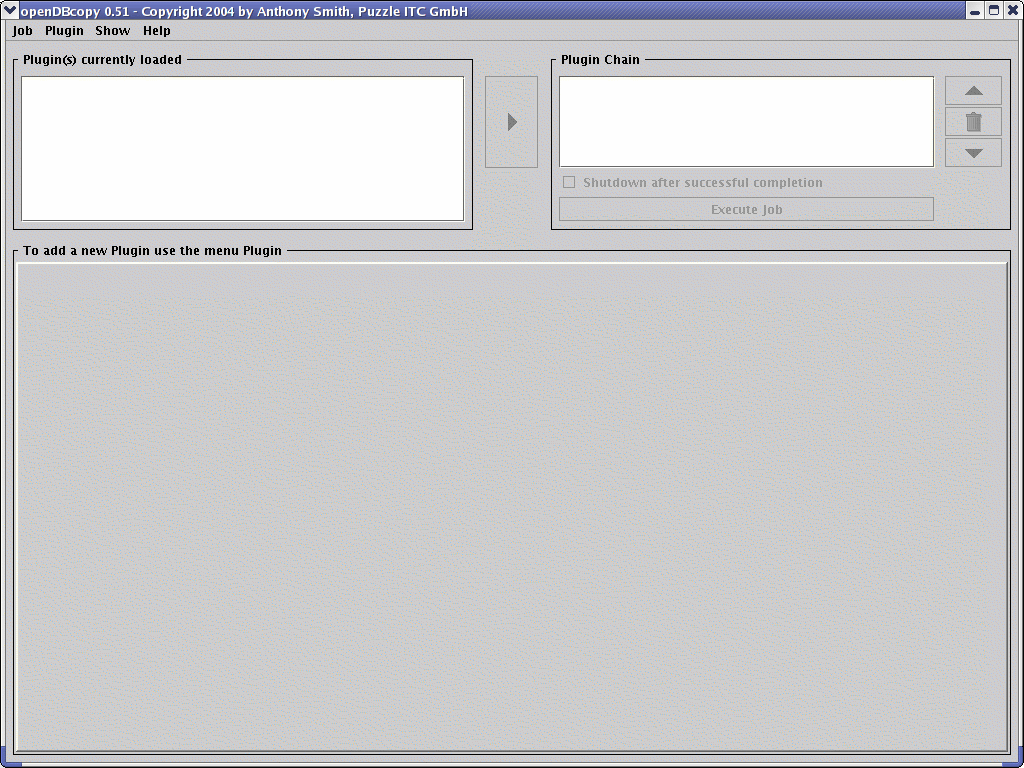 openDBcopy 0.51 - Copyright 2004 by Anthony Smith, Puzzle ITC GmbH
Job Plugin Show Help
Plugin(s) currently loaded
Plugin Chain
Shutdown after successful completion
Execute Job
To add a new Plugin use the menu Plugin